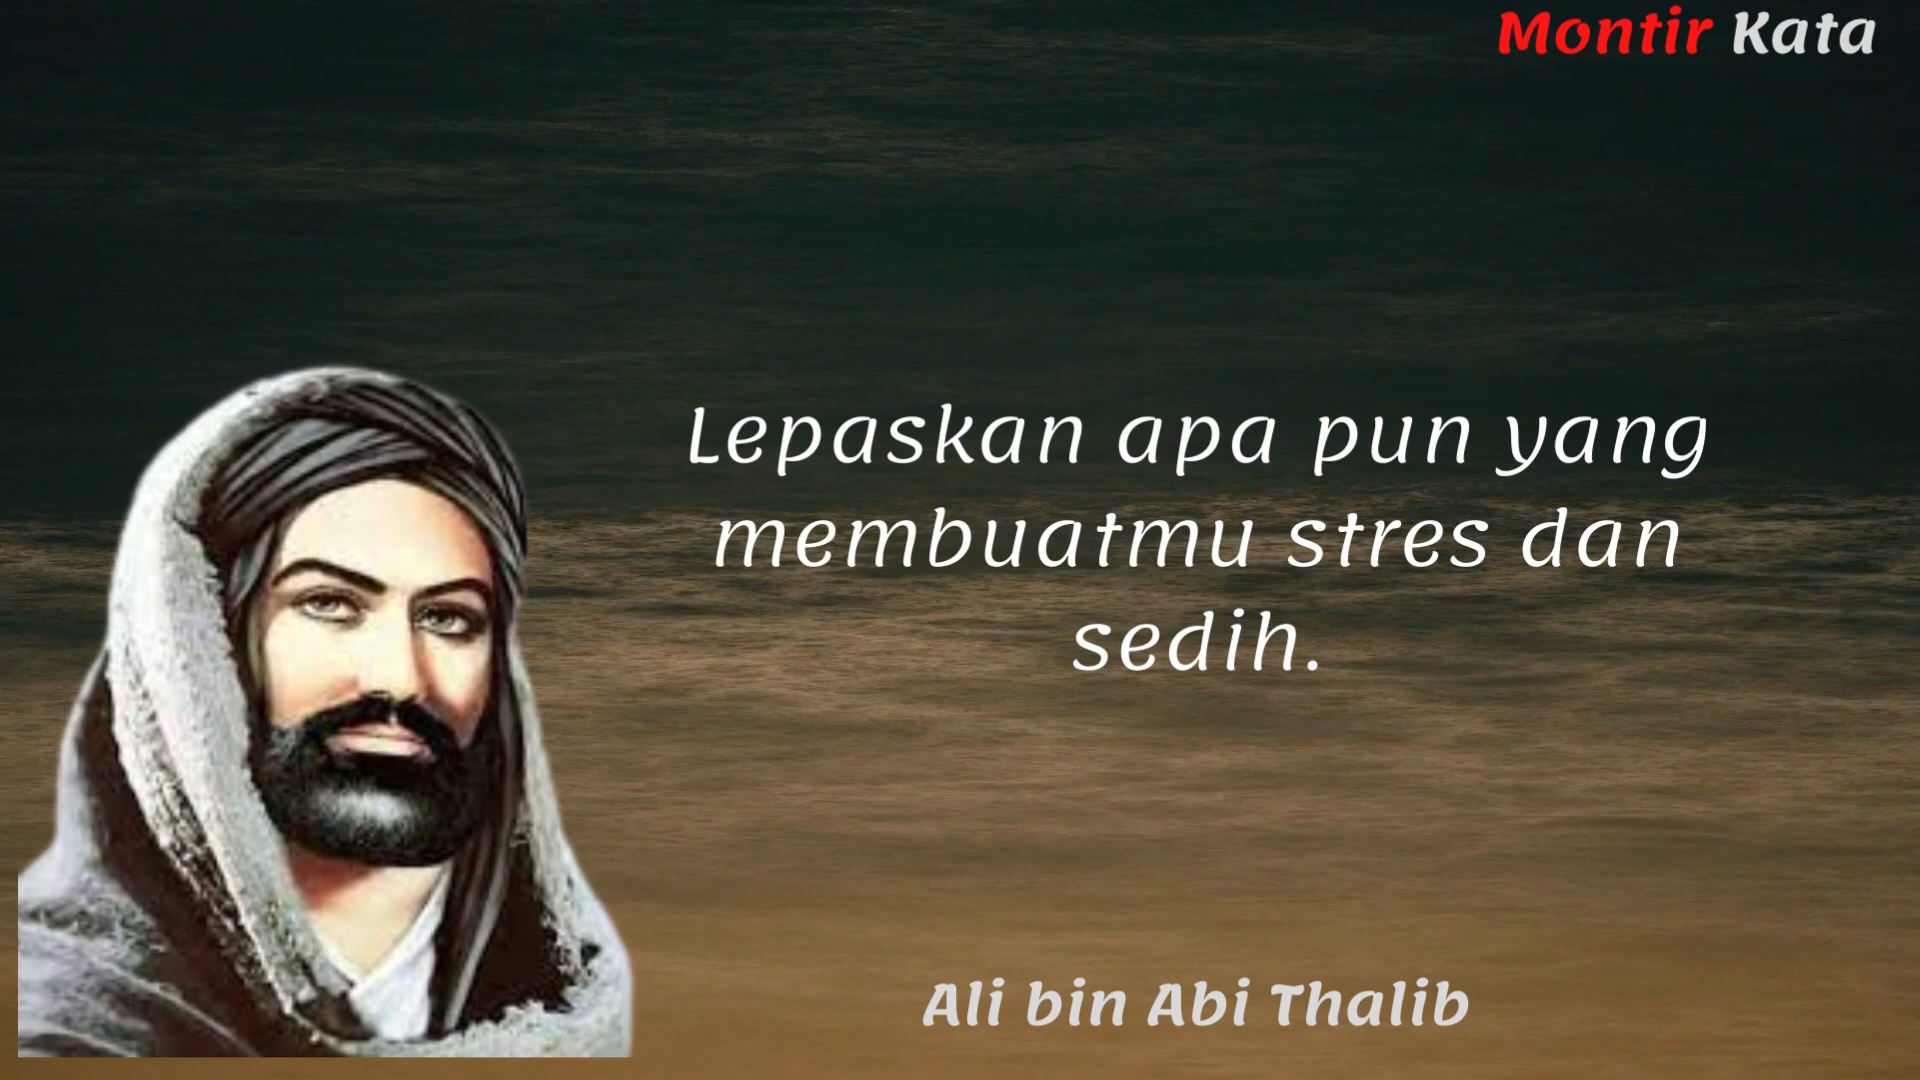 Montir Kata
Lepaskan apa pun yang
membuatmu stres dan
sedih.
Ali bin Abi Thalib